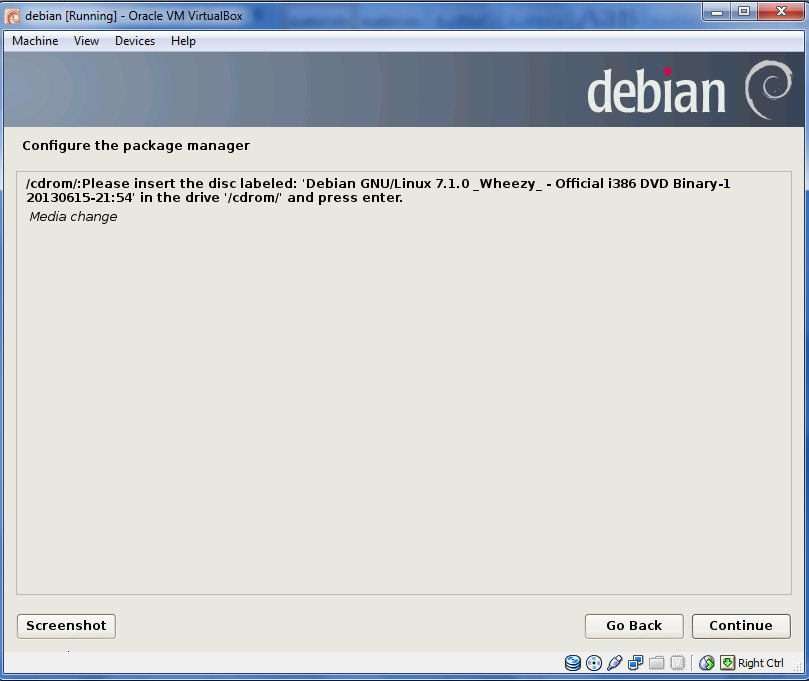 debian [Running] - Oracle VM VirtualBox
Machine View Devices Help
debian
Configure the package manager
/cdrom/:Please insert the disc labeled: 'Debian GNU/Linux 7.1.0 _Wheezy_ - Official i386 DVD Binary-1
20130615-21:54' in the drive '/cdrom/' and press enter.
Media change
Screenshot Go Back Continue
Right Ctrl